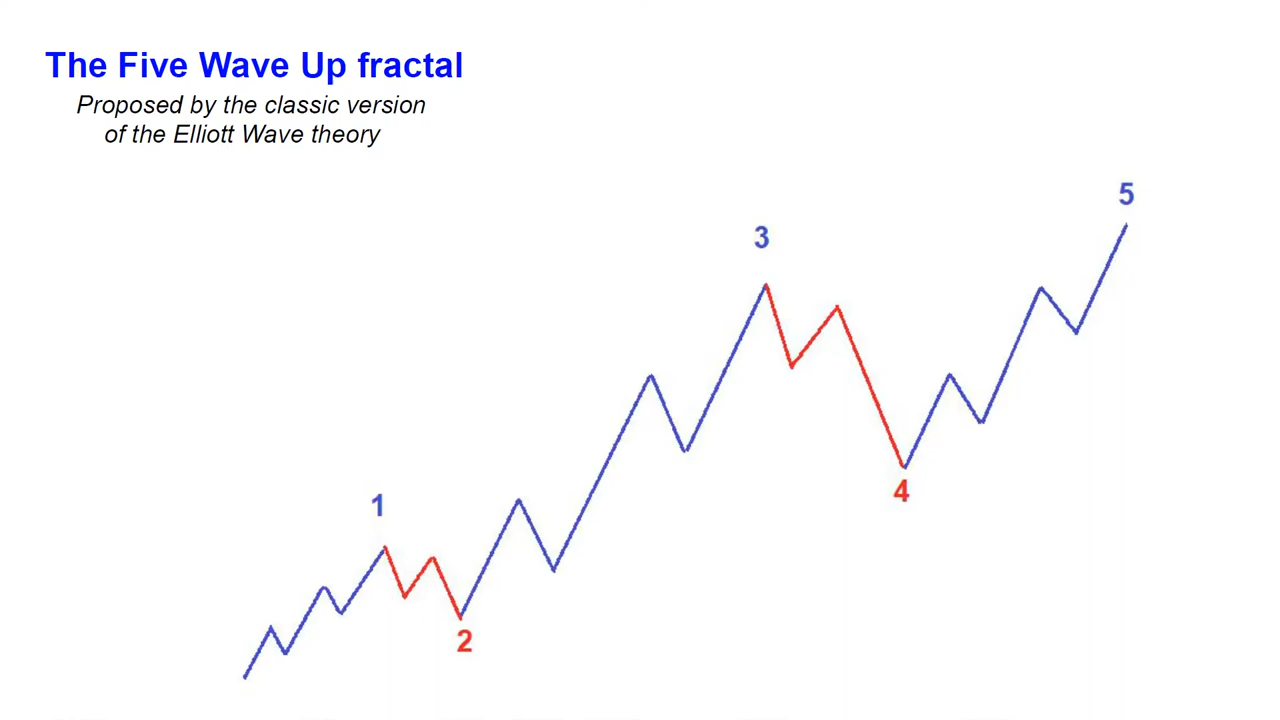 The Five Wave Up fractal
Proposed by the classic version
of the Elliott Wave theory
5
3
1
4
2